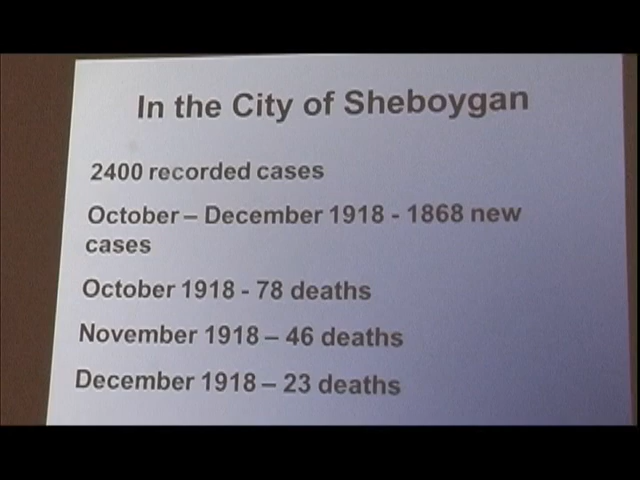 In the City of Sheboygan
2400 recorded cases
October – December 1918 - 1868 new
cases
October 1918 - 78 deaths
November 1918 – 46 deaths
December 1918 – 23 deaths